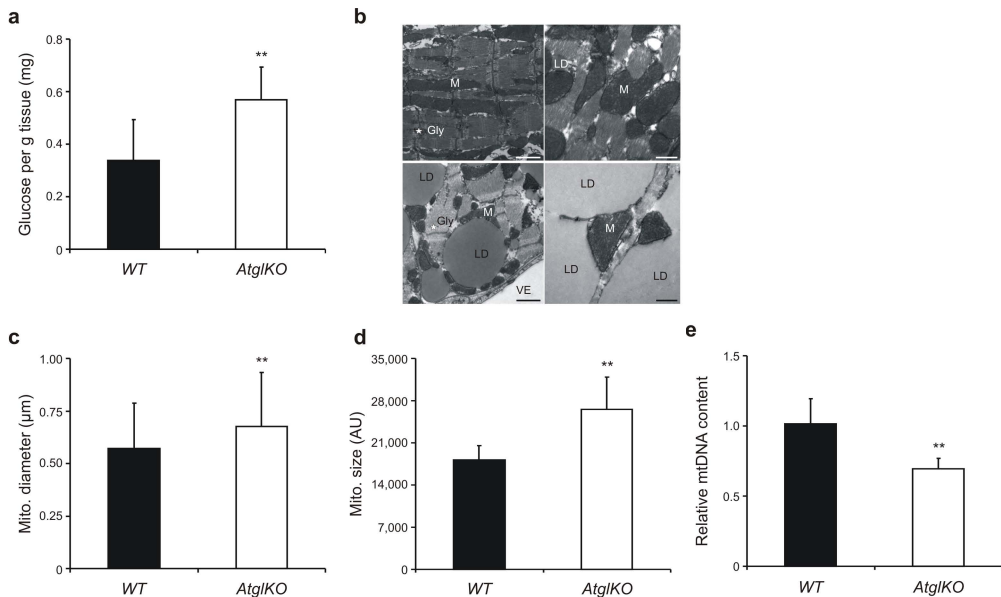 a
Glucose per g tissue (mg)
0.8
0.6
0.4
0.2
0
**
WT
AtglKO
b
M
Gly
LD
M
LD
Gly
M
LD
VE
LD
M
LD
LD
c
Mito. diameter (μm)
1.00
0.75
0.50
0.25
0
**
WT
AtglKO
d
Mito. size (AU)
35,000
28,000
21,000
14,000
7,000
0
**
WT
AtglKO
e
Relative mtDNA content
1.5
1.0
0.5
0
**
WT
AtglKO